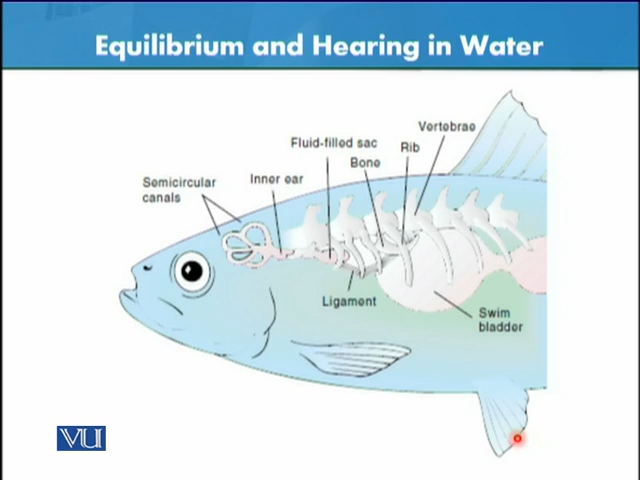 Equilibrium and Hearing in Water
Vertebrae
Fluid-filled sac
Rib
Bone
Inner ear
Semicircular
canals
Ligament
Swim
bladder
VU